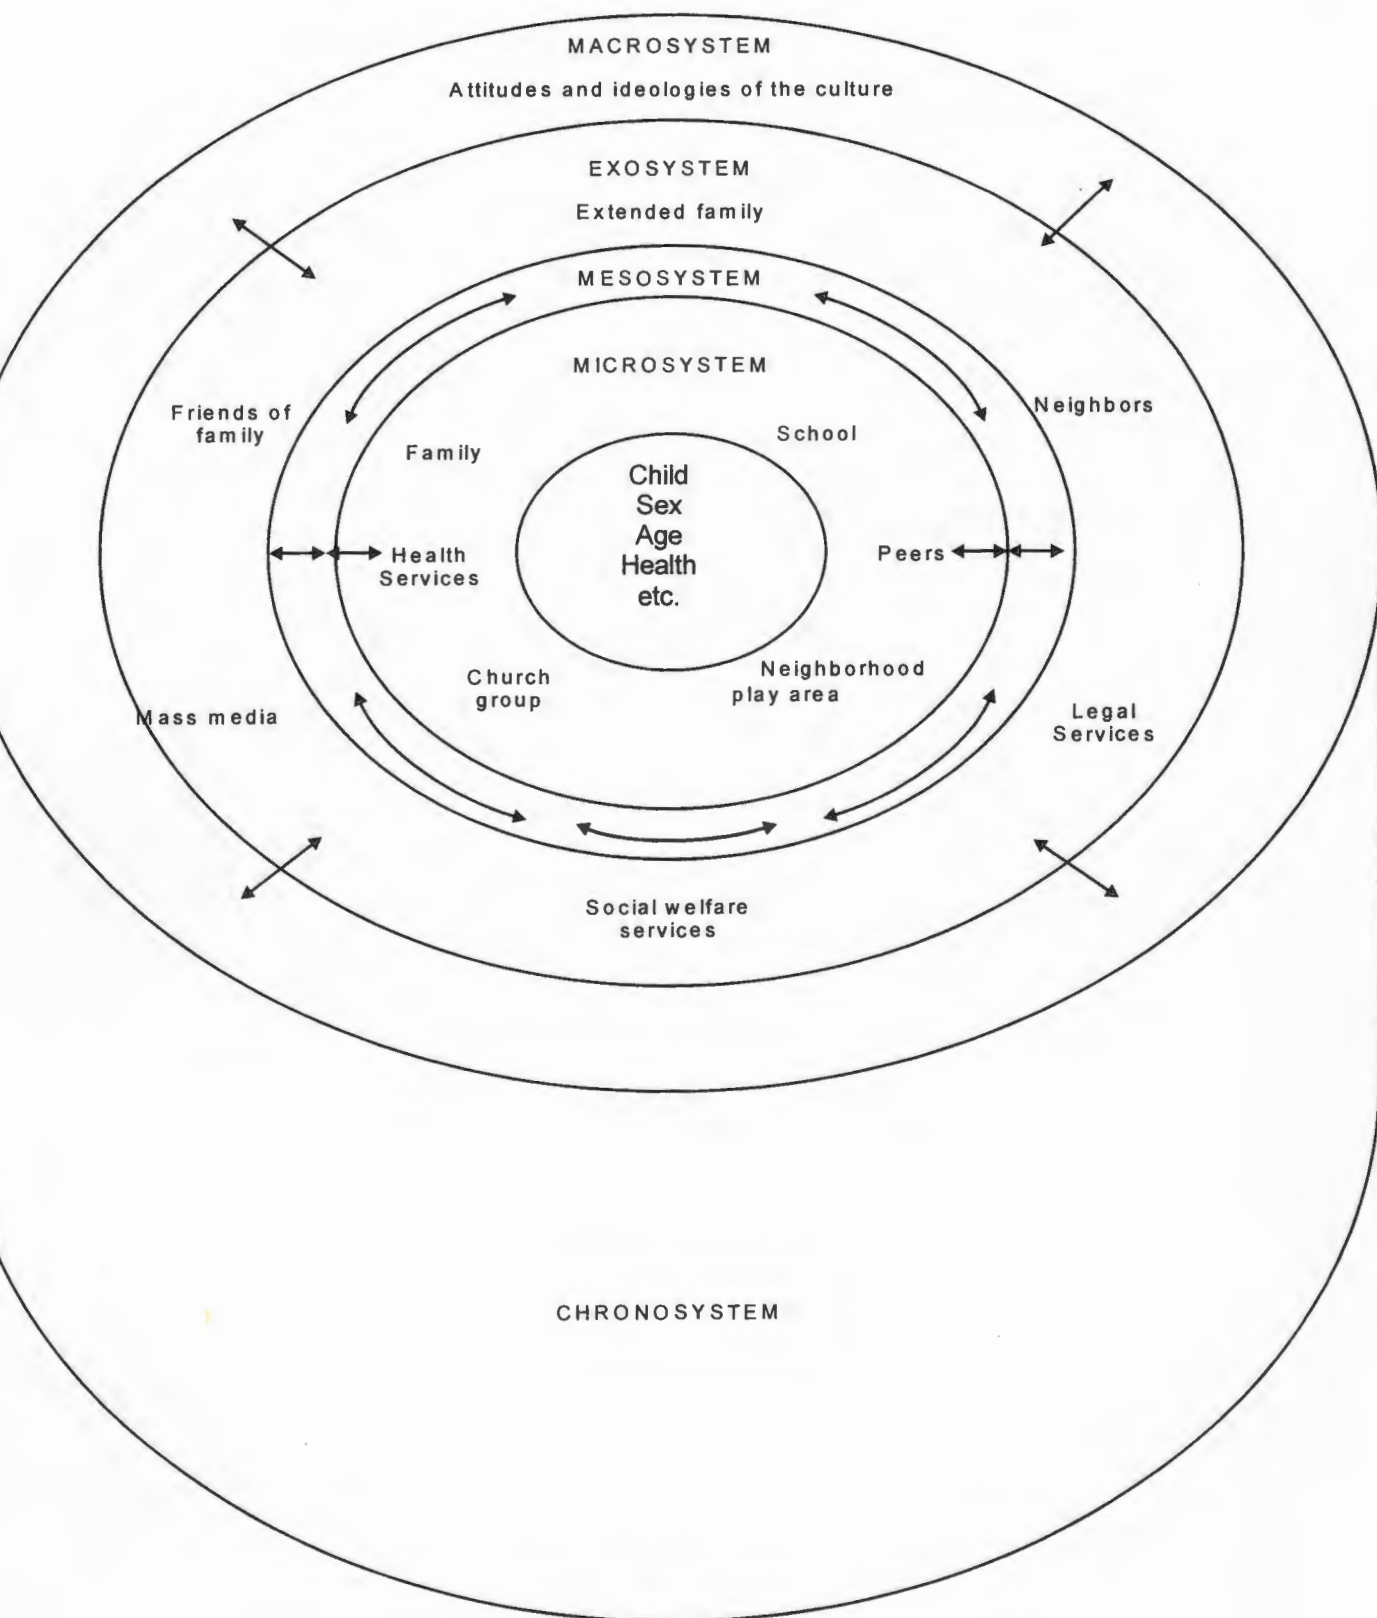 MACROSYSTEM
Attitudes and ideologies of the culture
EXOSYSTEM
Extended family
MESOSYSTEM
MICROSYSTEM
Friends of
family
Neighbors
Family
School
Child
Sex
Age
Health
etc.
Health
Services
Peers
Church
group
Neighborhood
play area
Mass media
Legal
Services
Social welfare
services
CHRONOSYSTEM